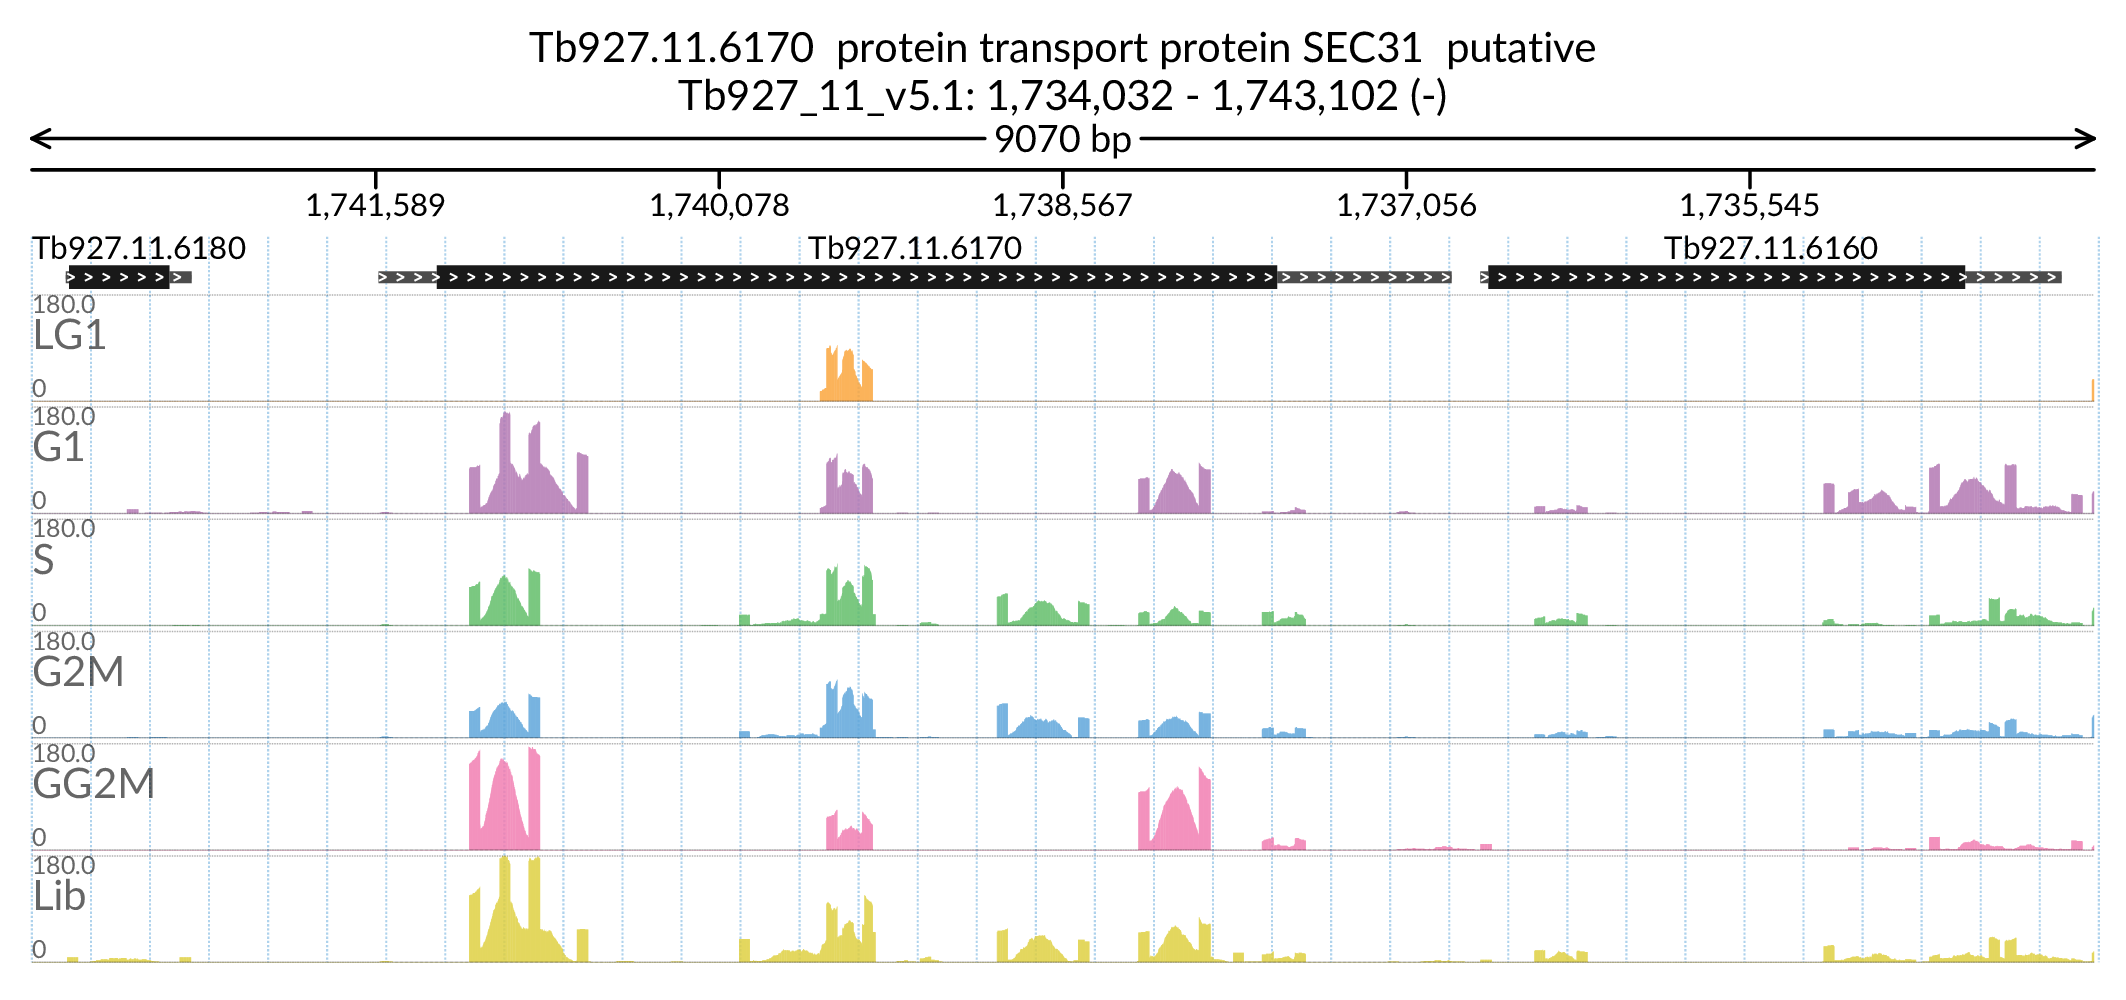 Tb927.11.6170 protein transport protein SEC31 putative
Tb927_11_v5.1: 1,734,032 - 1,743,102 (-)
9070 bp
1,741,589 1,740,078 1,738,567 1,737,056 1,735,545
Tb927.11.6180 Tb927.11.6170 Tb927.11.6160
180.0
LG1
0
180.0
G1
0
180.0
S
0
180.0
G2M
0
180.0
GG2M
0
180.0
Lib
0